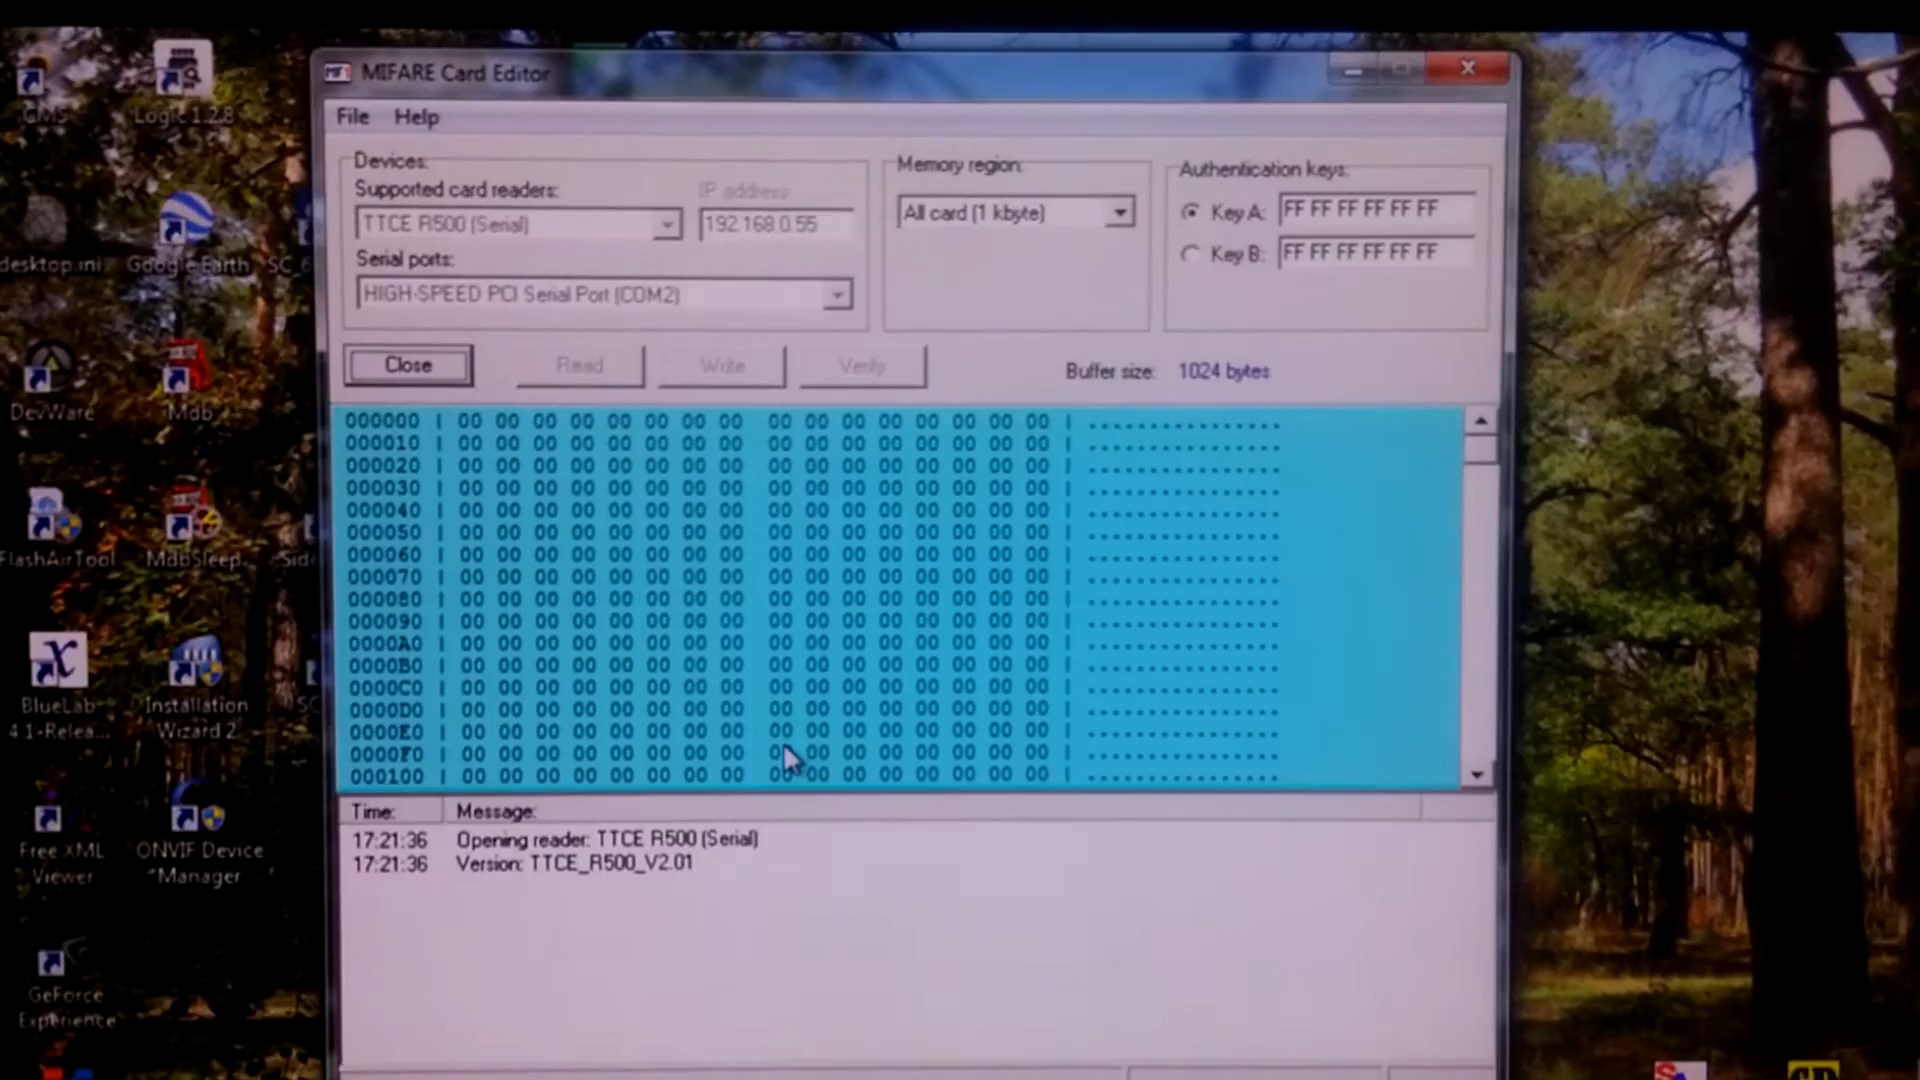 MIFARE Card Editor
File Help
Devices:
Supported card readers:
IP address
TTCE R500 (Serial)
192.168.0.55
Serial ports:
HIGH-SPEED PCI Serial Port (COM2)
Memory region:
All card (1 kbyte)
Authentication keys:
Key A: FF FF FF FF FF FF
Key B: FF FF FF FF FF FF
Close Read Write Verify
Buffer size: 1024 bytes
000000 | 00 00 00 00 00 00 00 00 00 00 00 00 00 00 00 00 | ................
000010 | 00 00 00 00 00 00 00 00 00 00 00 00 00 00 00 00 | ................
000020 | 00 00 00 00 00 00 00 00 00 00 00 00 00 00 00 00 | ................
000030 | 00 00 00 00 00 00 00 00 00 00 00 00 00 00 00 00 | ................
000040 | 00 00 00 00 00 00 00 00 00 00 00 00 00 00 00 00 | ................
000050 | 00 00 00 00 00 00 00 00 00 00 00 00 00 00 00 00 | ................
000060 | 00 00 00 00 00 00 00 00 00 00 00 00 00 00 00 00 | ................
000070 | 00 00 00 00 00 00 00 00 00 00 00 00 00 00 00 00 | ................
000080 | 00 00 00 00 00 00 00 00 00 00 00 00 00 00 00 00 | ................
000090 | 00 00 00 00 00 00 00 00 00 00 00 00 00 00 00 00 | ................
0000A0 | 00 00 00 00 00 00 00 00 00 00 00 00 00 00 00 00 | ................
0000B0 | 00 00 00 00 00 00 00 00 00 00 00 00 00 00 00 00 | ................
0000C0 | 00 00 00 00 00 00 00 00 00 00 00 00 00 00 00 00 | ................
0000D0 | 00 00 00 00 00 00 00 00 00 00 00 00 00 00 00 00 | ................
0000E0 | 00 00 00 00 00 00 00 00 00 00 00 00 00 00 00 00 | ................
0000F0 | 00 00 00 00 00 00 00 00 00 00 00 00 00 00 00 00 | ................
000100 | 00 00 00 00 00 00 00 00 00 00 00 00 00 00 00 00 | ................
Time: Message:
17:21:36 Opening reader: TTCE R500 (Serial)
17:21:36 Version: TTCE_R500_V2.01
CMS
Logic 1.2.8
desktop.ini
Google Earth
DevWare
Mdb
FlashAirTool
MdbSleep
BlueLab
4.1-Relea...
Installation
Wizard 2
Free XML
Viewer
ONVIF Device
Manager
GeForce
Experience